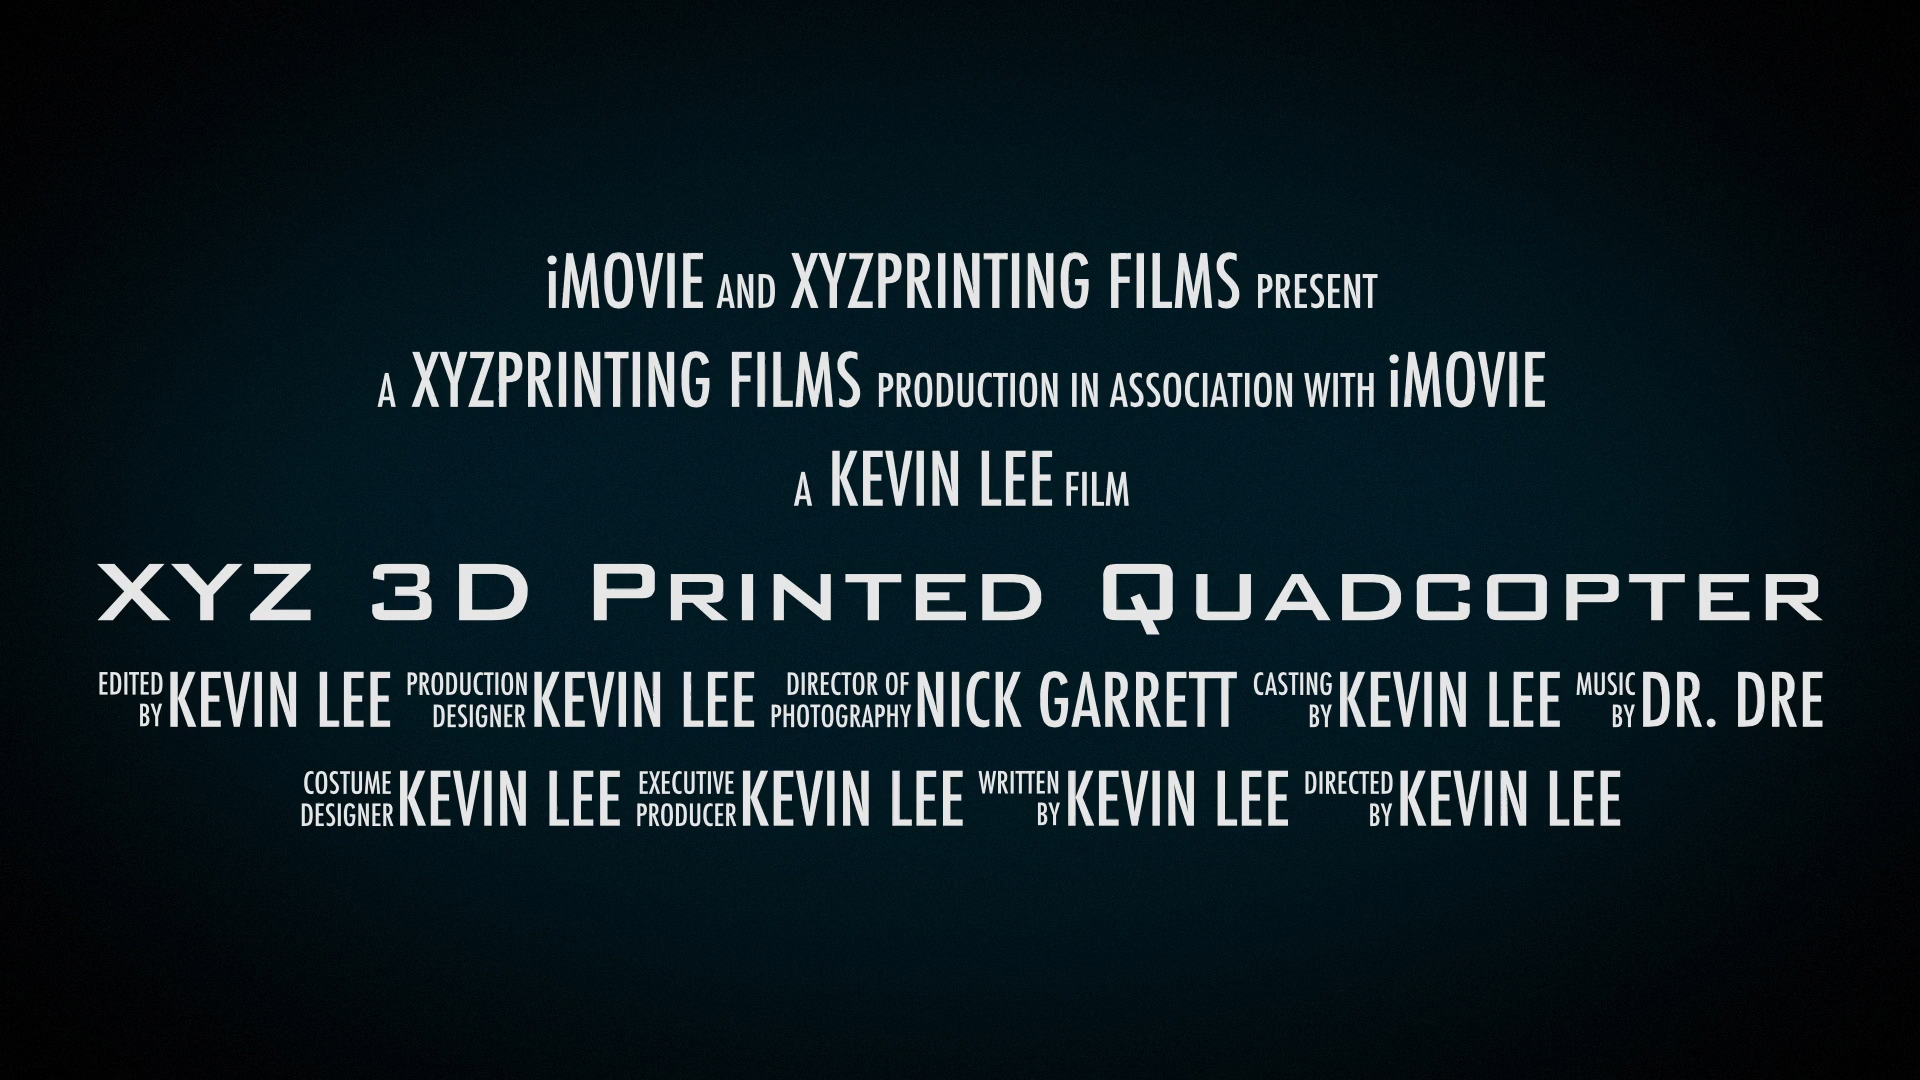 iMOVIE AND XYZPRINTING FILMS PRESENT
A XYZPRINTING FILMS PRODUCTION IN ASSOCIATION WITH iMOVIE
A KEVIN LEE FILM
XYZ 3D PRINTED QUADCOPTER
EDITED BY KEVIN LEE PRODUCTION DESIGNER KEVIN LEE DIRECTOR OF PHOTOGRAPHY NICK GARRETT CASTING BY KEVIN LEE MUSIC BY DR. DRE
COSTUME DESIGNER KEVIN LEE EXECUTIVE PRODUCER KEVIN LEE WRITTEN BY KEVIN LEE DIRECTED BY KEVIN LEE